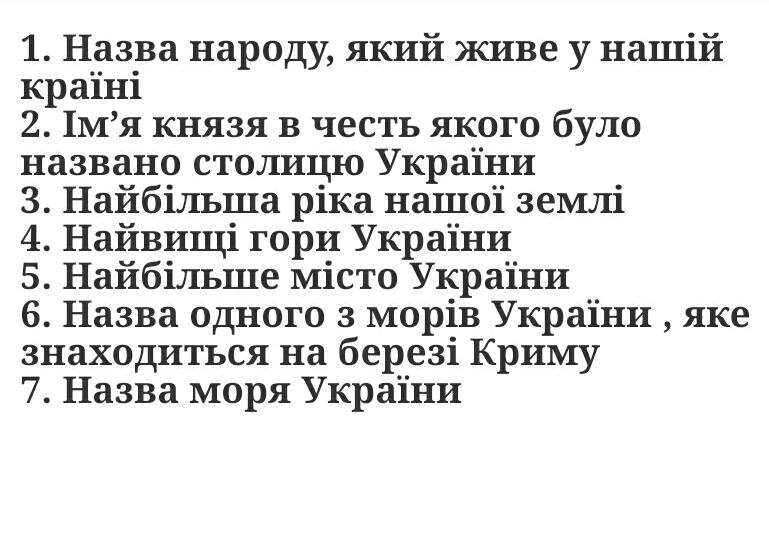 1. Назва народу, який живе у нашій
країні
2. Ім’я князя в честь якого було
названо столицю України
3. Найбільша ріка нашої землі
4. Найвищі гори України
5. Найбільше місто України
6. Назва одного з морів України , яке
знаходиться на березі Криму
7. Назва моря України